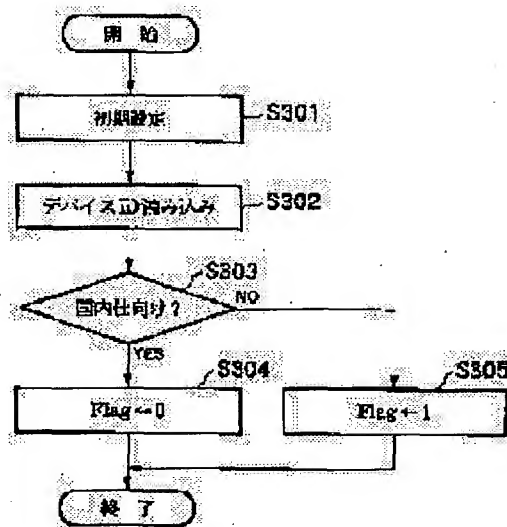 開始
初期設定
S301
デバイスID読み込み
S302
S303
国内仕向け?
NO
YES
S304
Flag←0
S305
Flag←1
終了